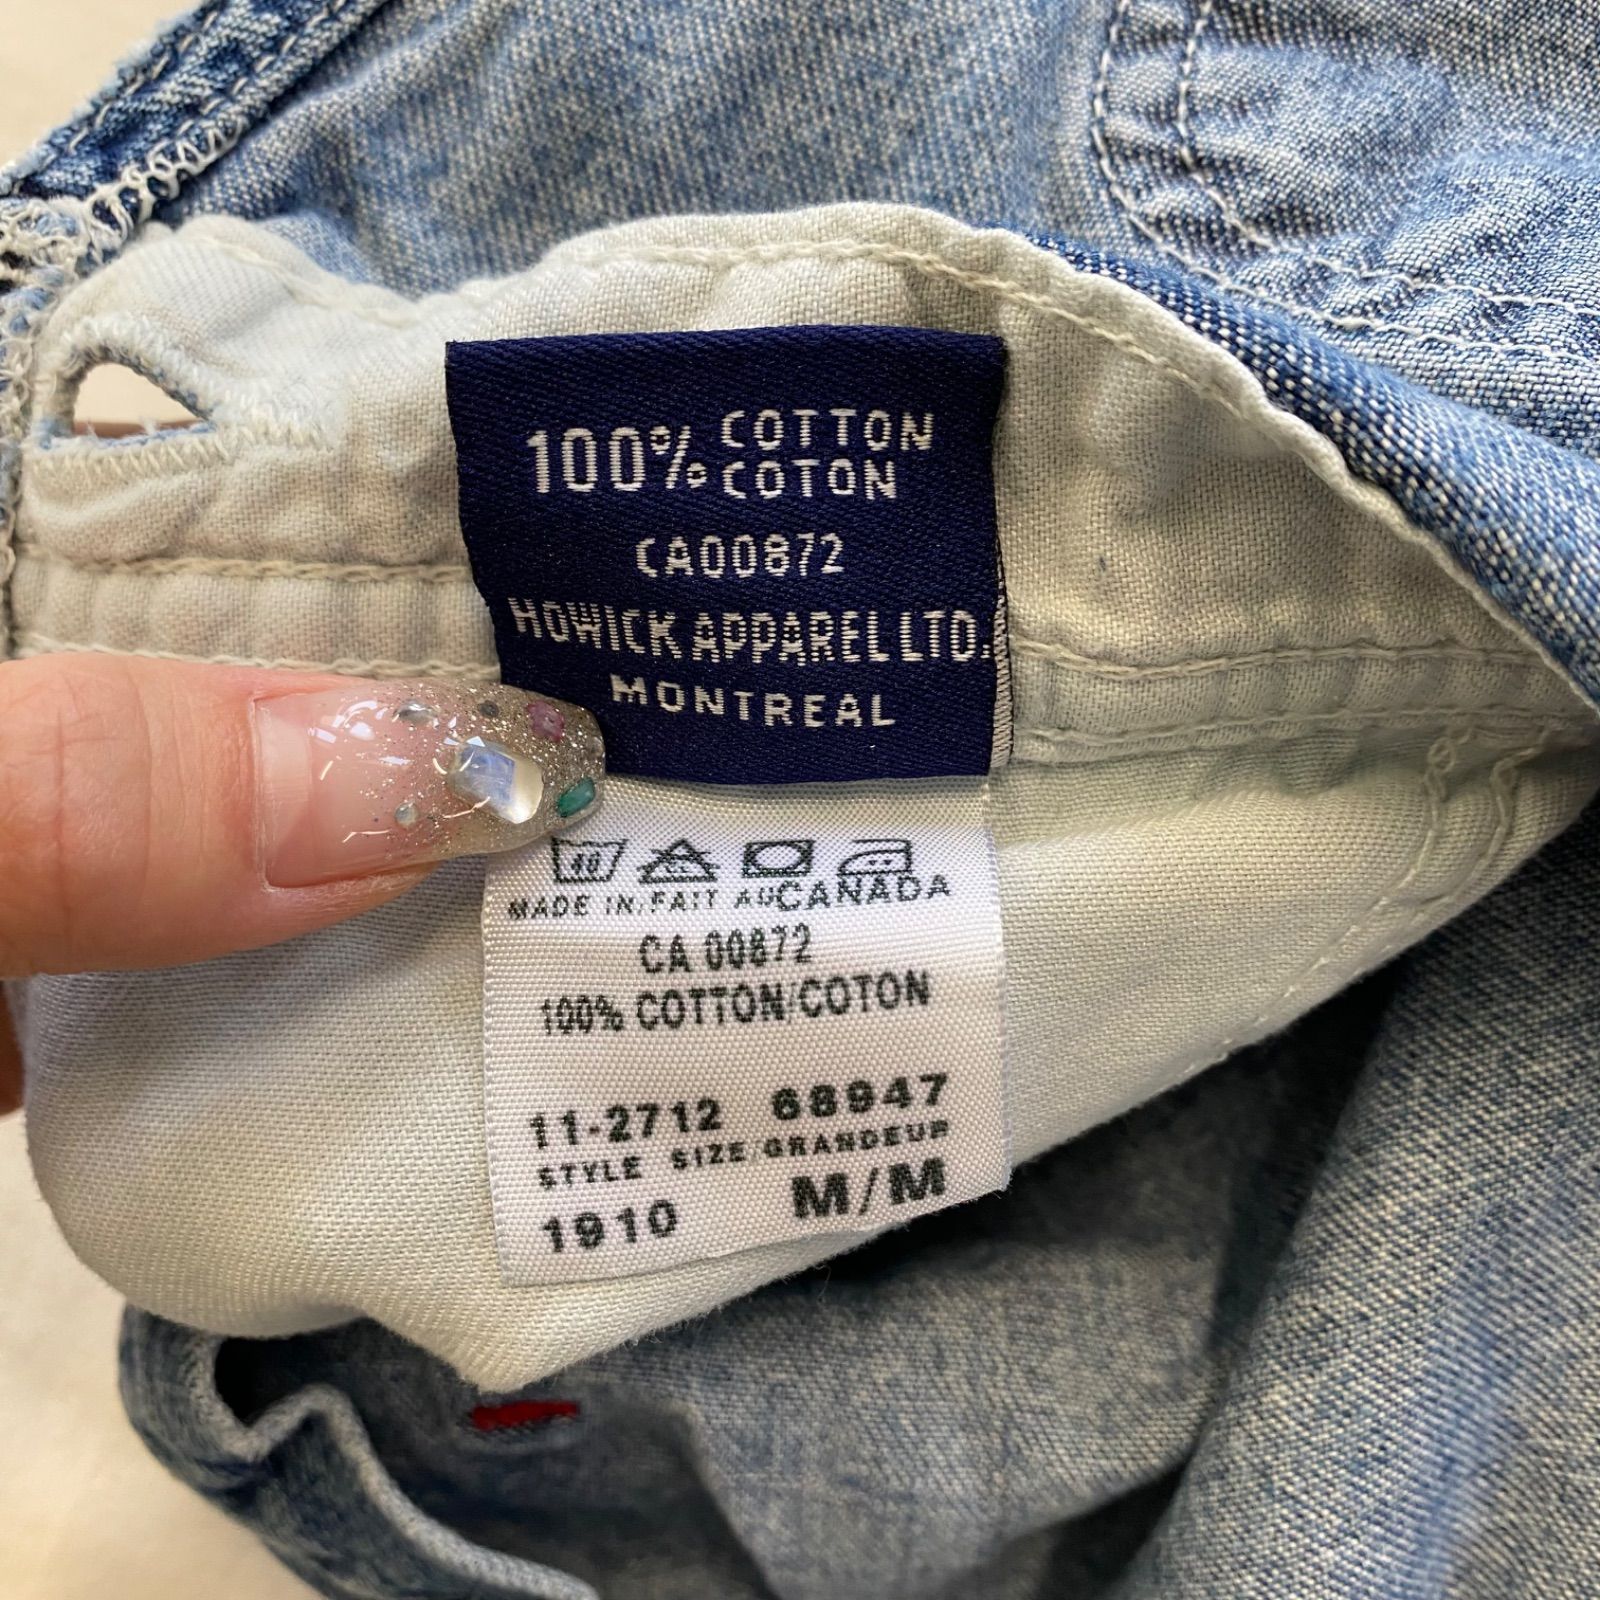 100% COTTON
COTON
CA00872
HOWICK APPAREL LTD.
MONTREAL
40
MADE IN/FAIT AU CANADA
CA 00872
100% COTTON/COTON
11-2712 68947
STYLE SIZE/GRANDEUR
1910 M/M